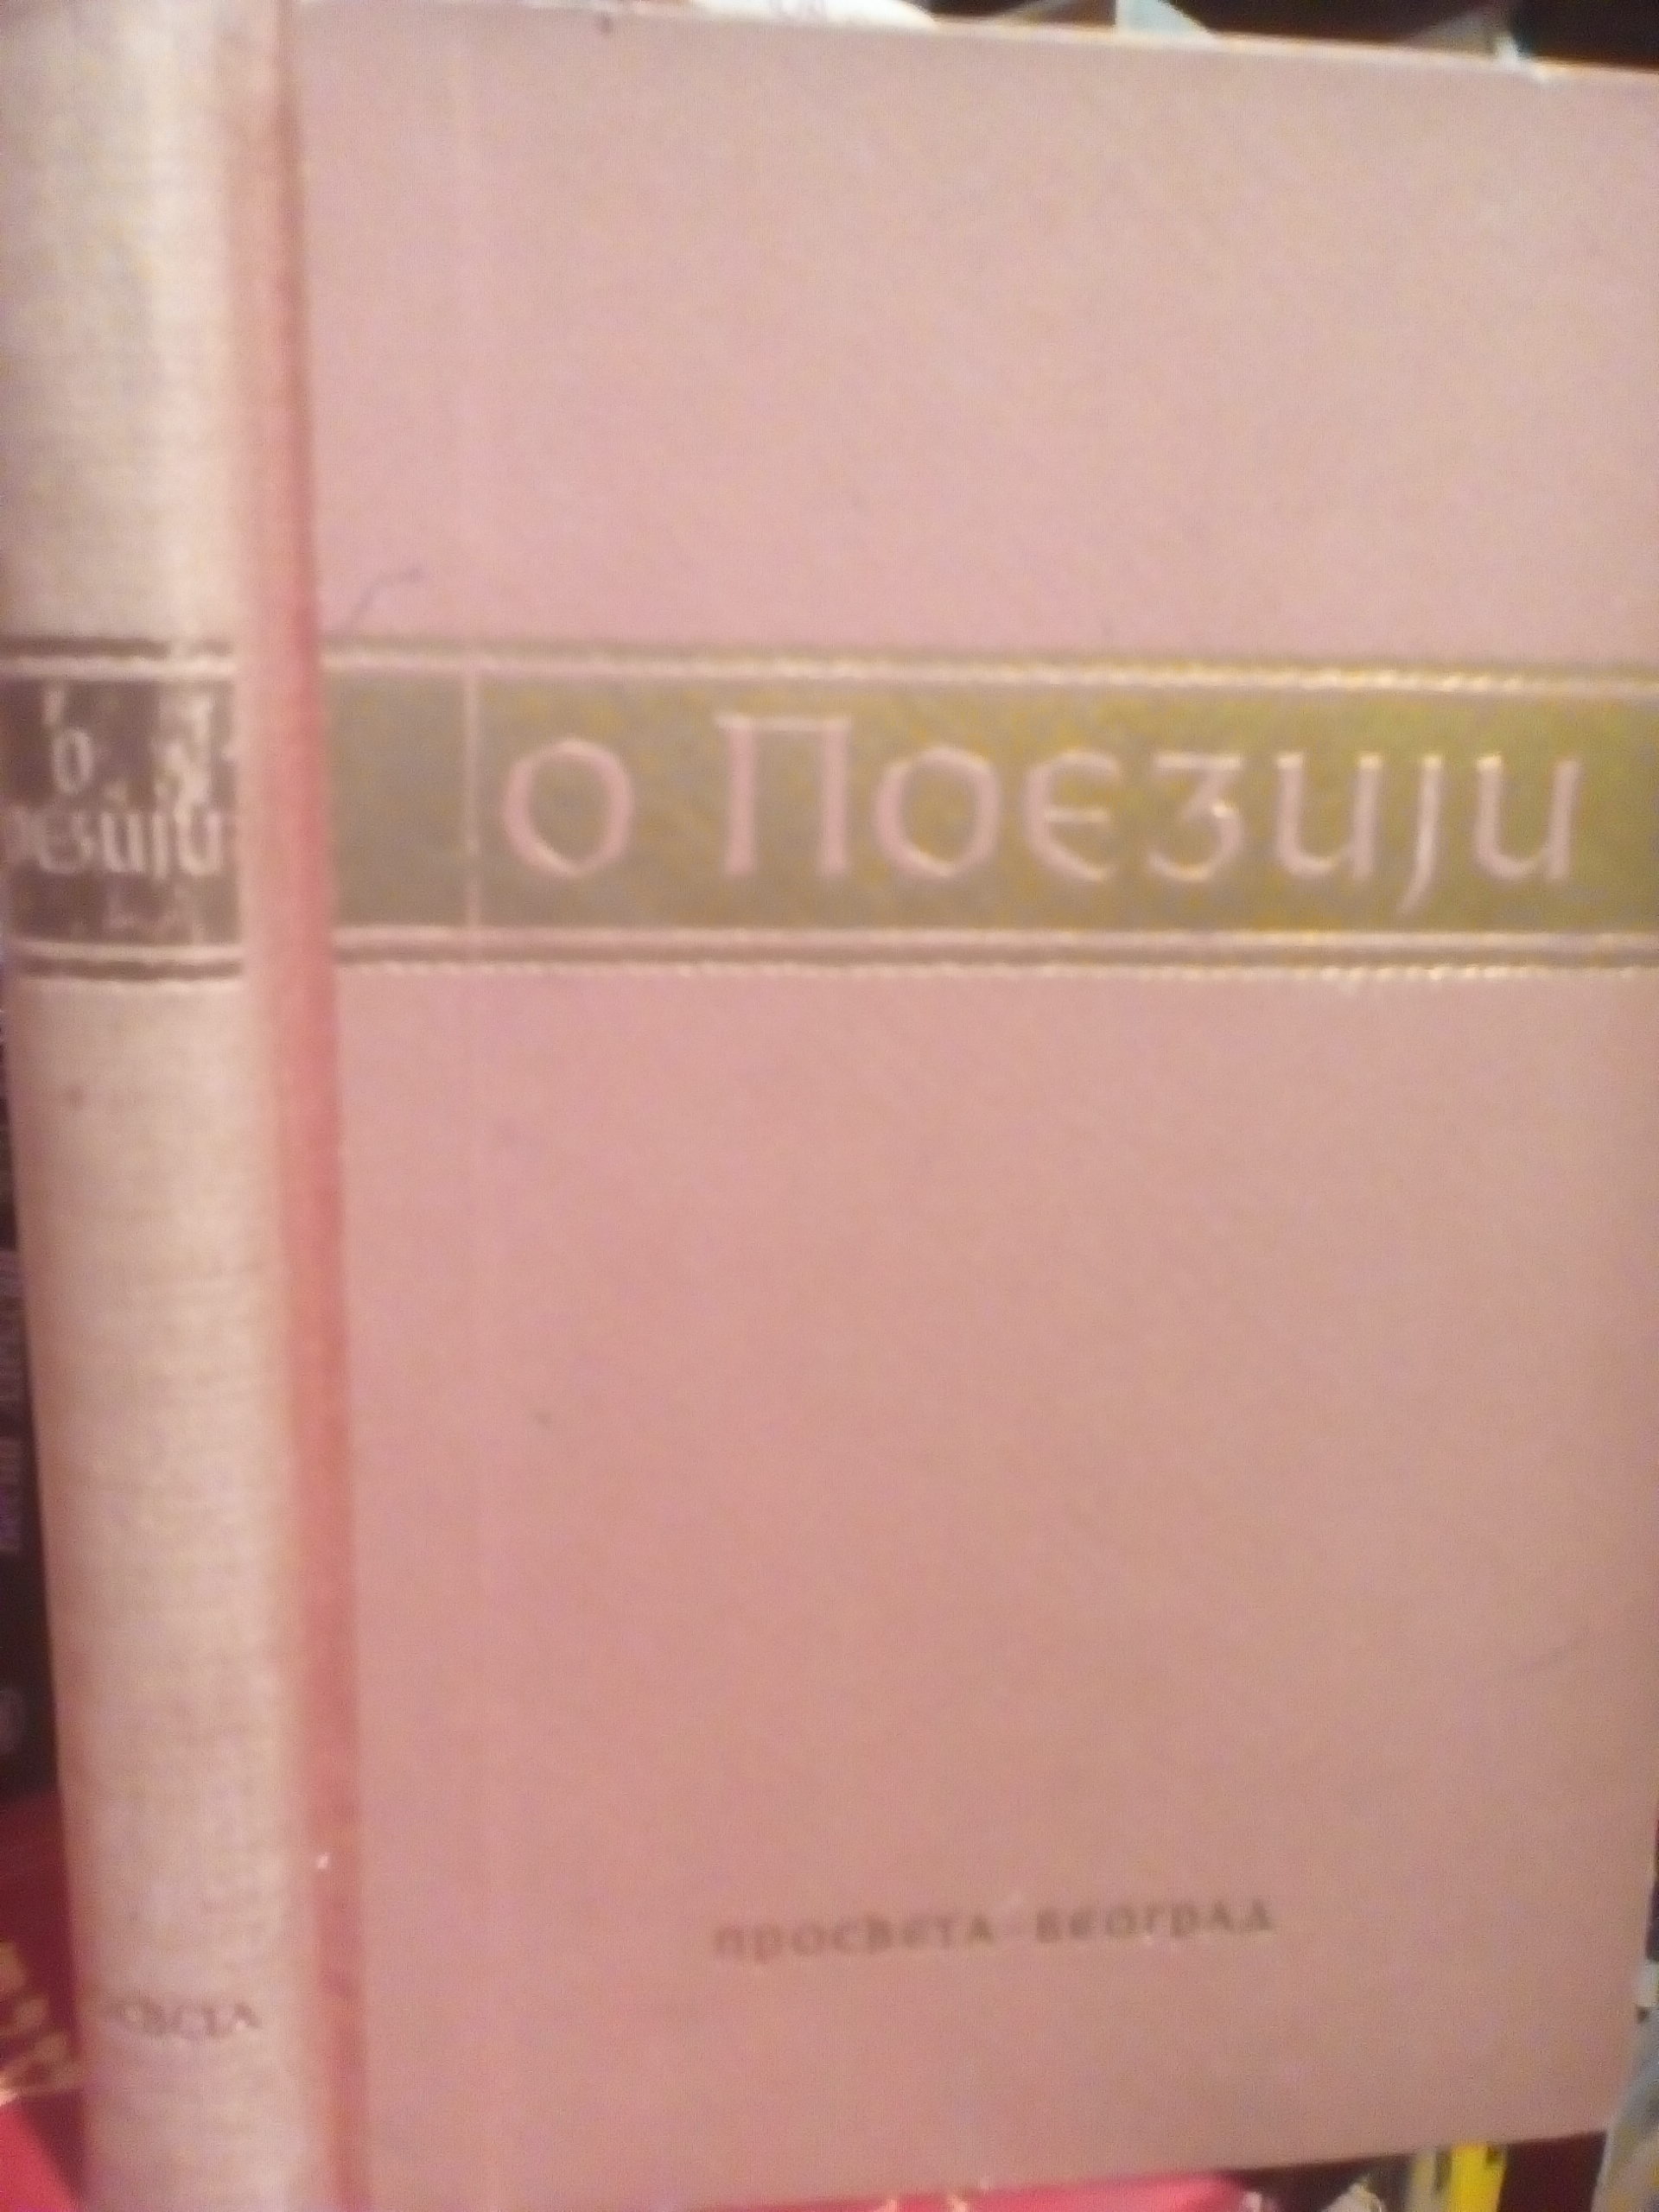 о
о Поезији
просвета - београд